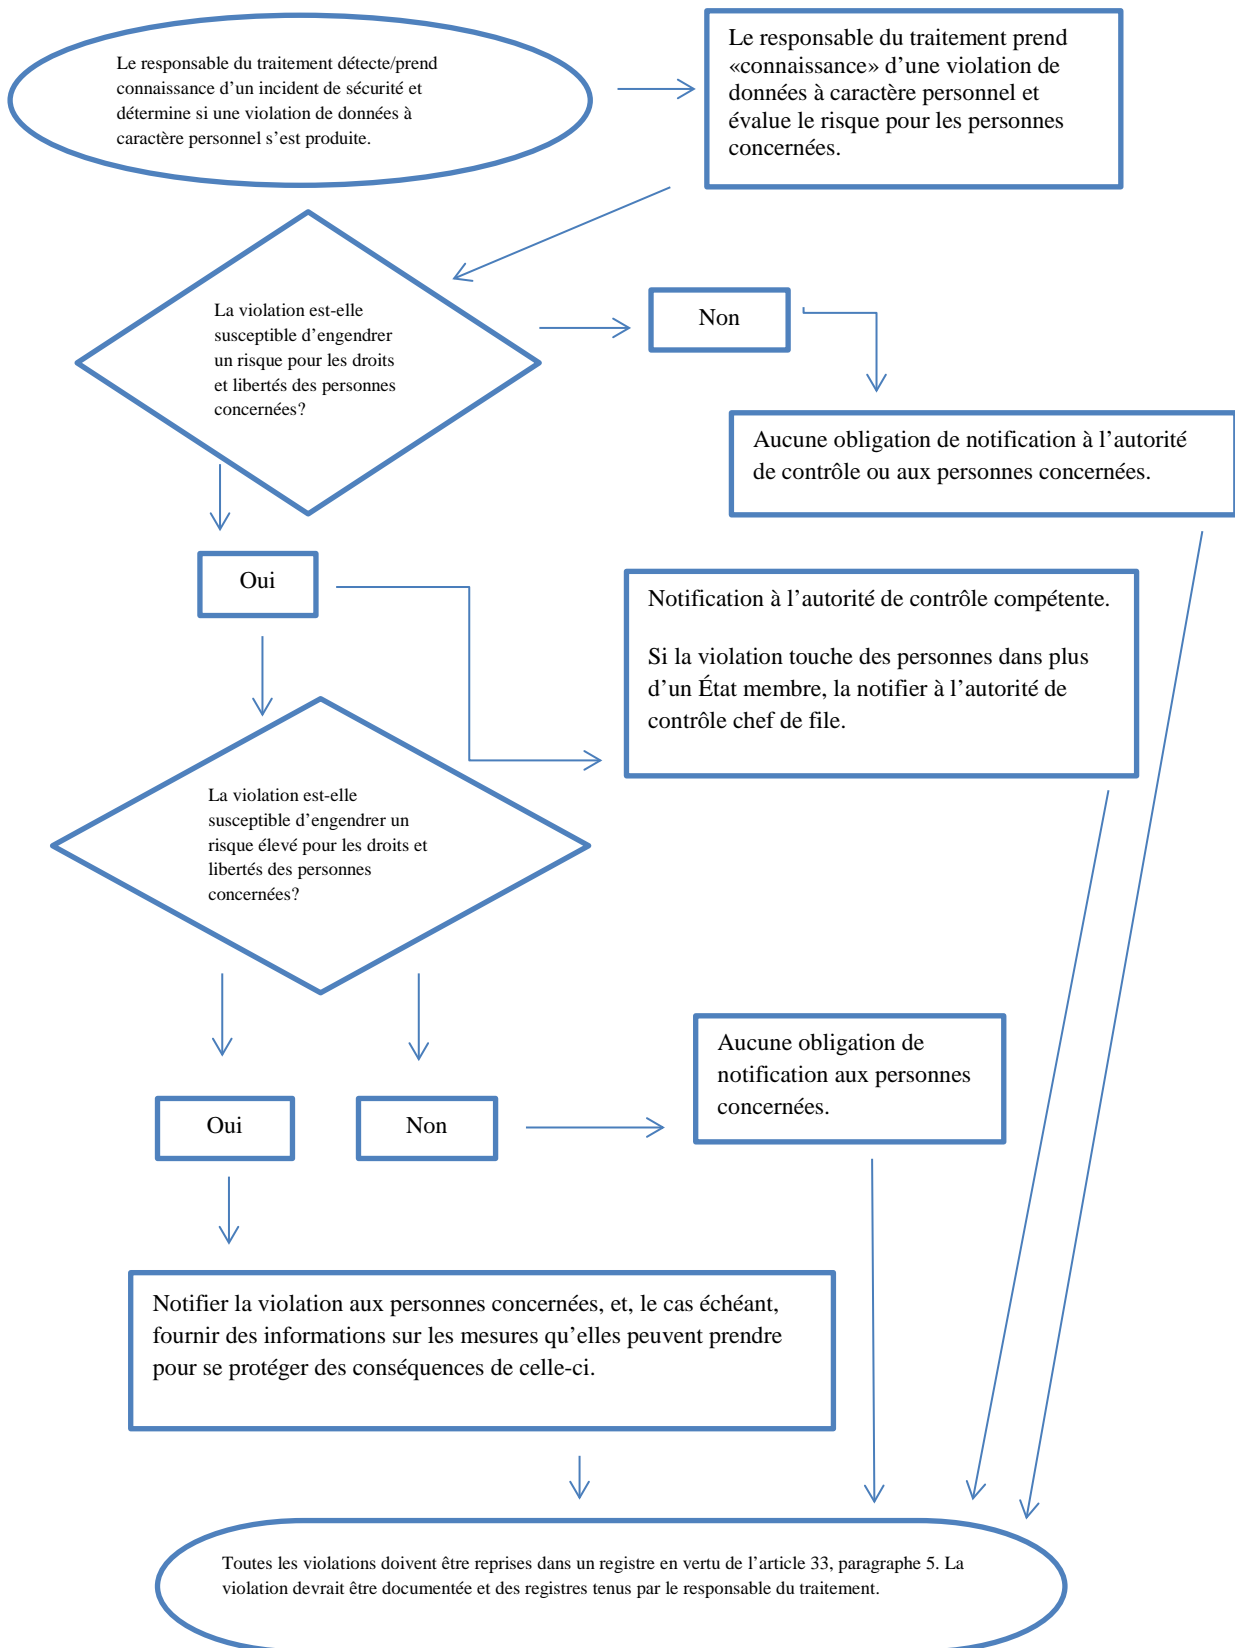 Le responsable du traitement détecte/prend
connaissance d’un incident de sécurité et
détermine si une violation de données à
caractère personnel s’est produite.
Le responsable du traitement prend
«connaissance» d’une violation de
données à caractère personnel et
évalue le risque pour les personnes
concernées.
La violation est-elle
susceptible d’engendrer
un risque pour les droits
et libertés des personnes
concernées?
Non
Aucune obligation de notification à l’autorité
de contrôle ou aux personnes concernées.
Oui
Notification à l’autorité de contrôle compétente.
Si la violation touche des personnes dans plus
d’un État membre, la notifier à l’autorité de
contrôle chef de file.
La violation est-elle
susceptible d’engendrer un
risque élevé pour les droits et
libertés des personnes
concernées?
Aucune obligation de
notification aux personnes
concernées.
Oui
Non
Notifier la violation aux personnes concernées, et, le cas échéant,
fournir des informations sur les mesures qu’elles peuvent prendre
pour se protéger des conséquences de celle-ci.
Toutes les violations doivent être reprises dans un registre en vertu de l’article 33, paragraphe 5. La
violation devrait être documentée et des registres tenus par le responsable du traitement.